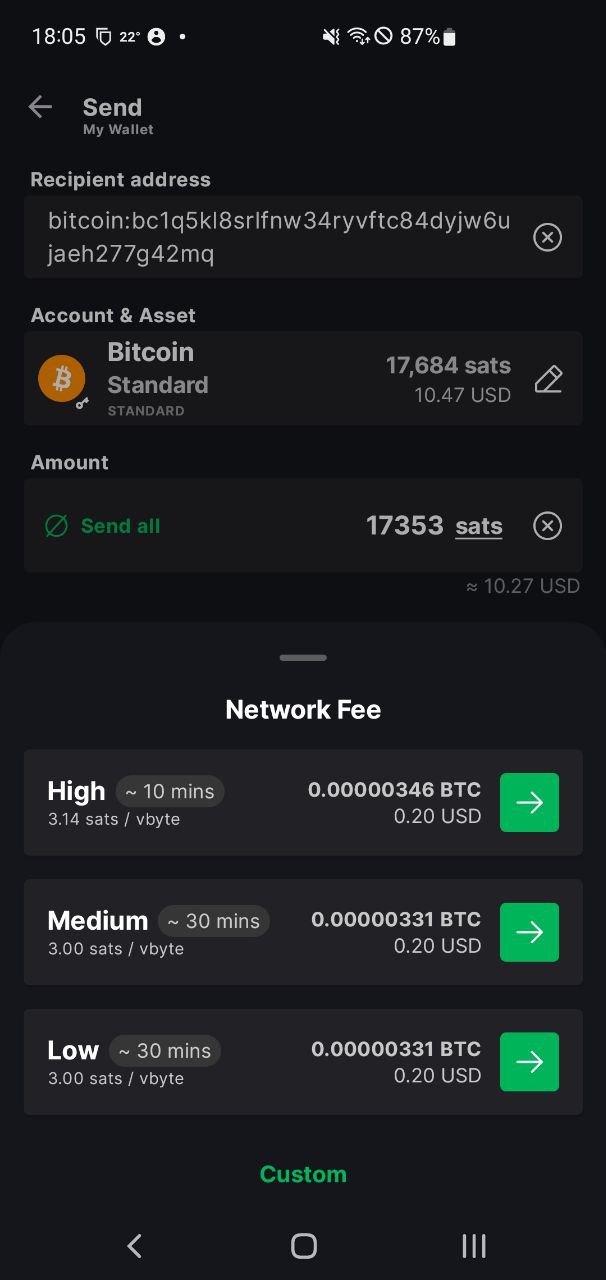 18:05 22° 87%
Send
My Wallet
Recipient address
bitcoin:bc1q5kl8srlfnw34ryvftc84dyjw6u
jaeh277g42mq
Account & Asset
Bitcoin
Standard
STANDARD
17,684 sats
10.47 USD
Amount
Send all 17353 sats
≈ 10.27 USD
Network Fee
High ~ 10 mins 0.00000346 BTC
3.14 sats / vbyte 0.20 USD
Medium ~ 30 mins 0.00000331 BTC
3.00 sats / vbyte 0.20 USD
Low ~ 30 mins 0.00000331 BTC
3.00 sats / vbyte 0.20 USD
Custom